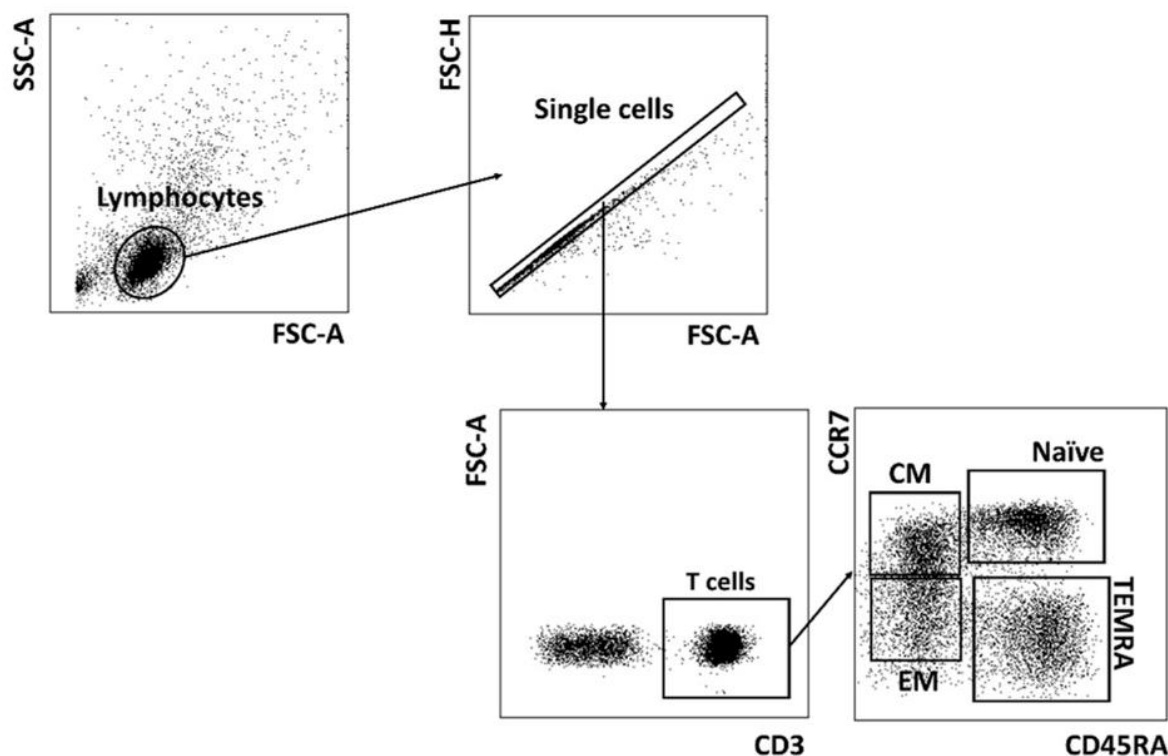 SSC-A
Lymphocytes
FSC-A
FSC-H
Single cells
FSC-A
FSC-A
T cells
CD3
CCR7
CM
Naïve
EM
TEMRA
CD45RA